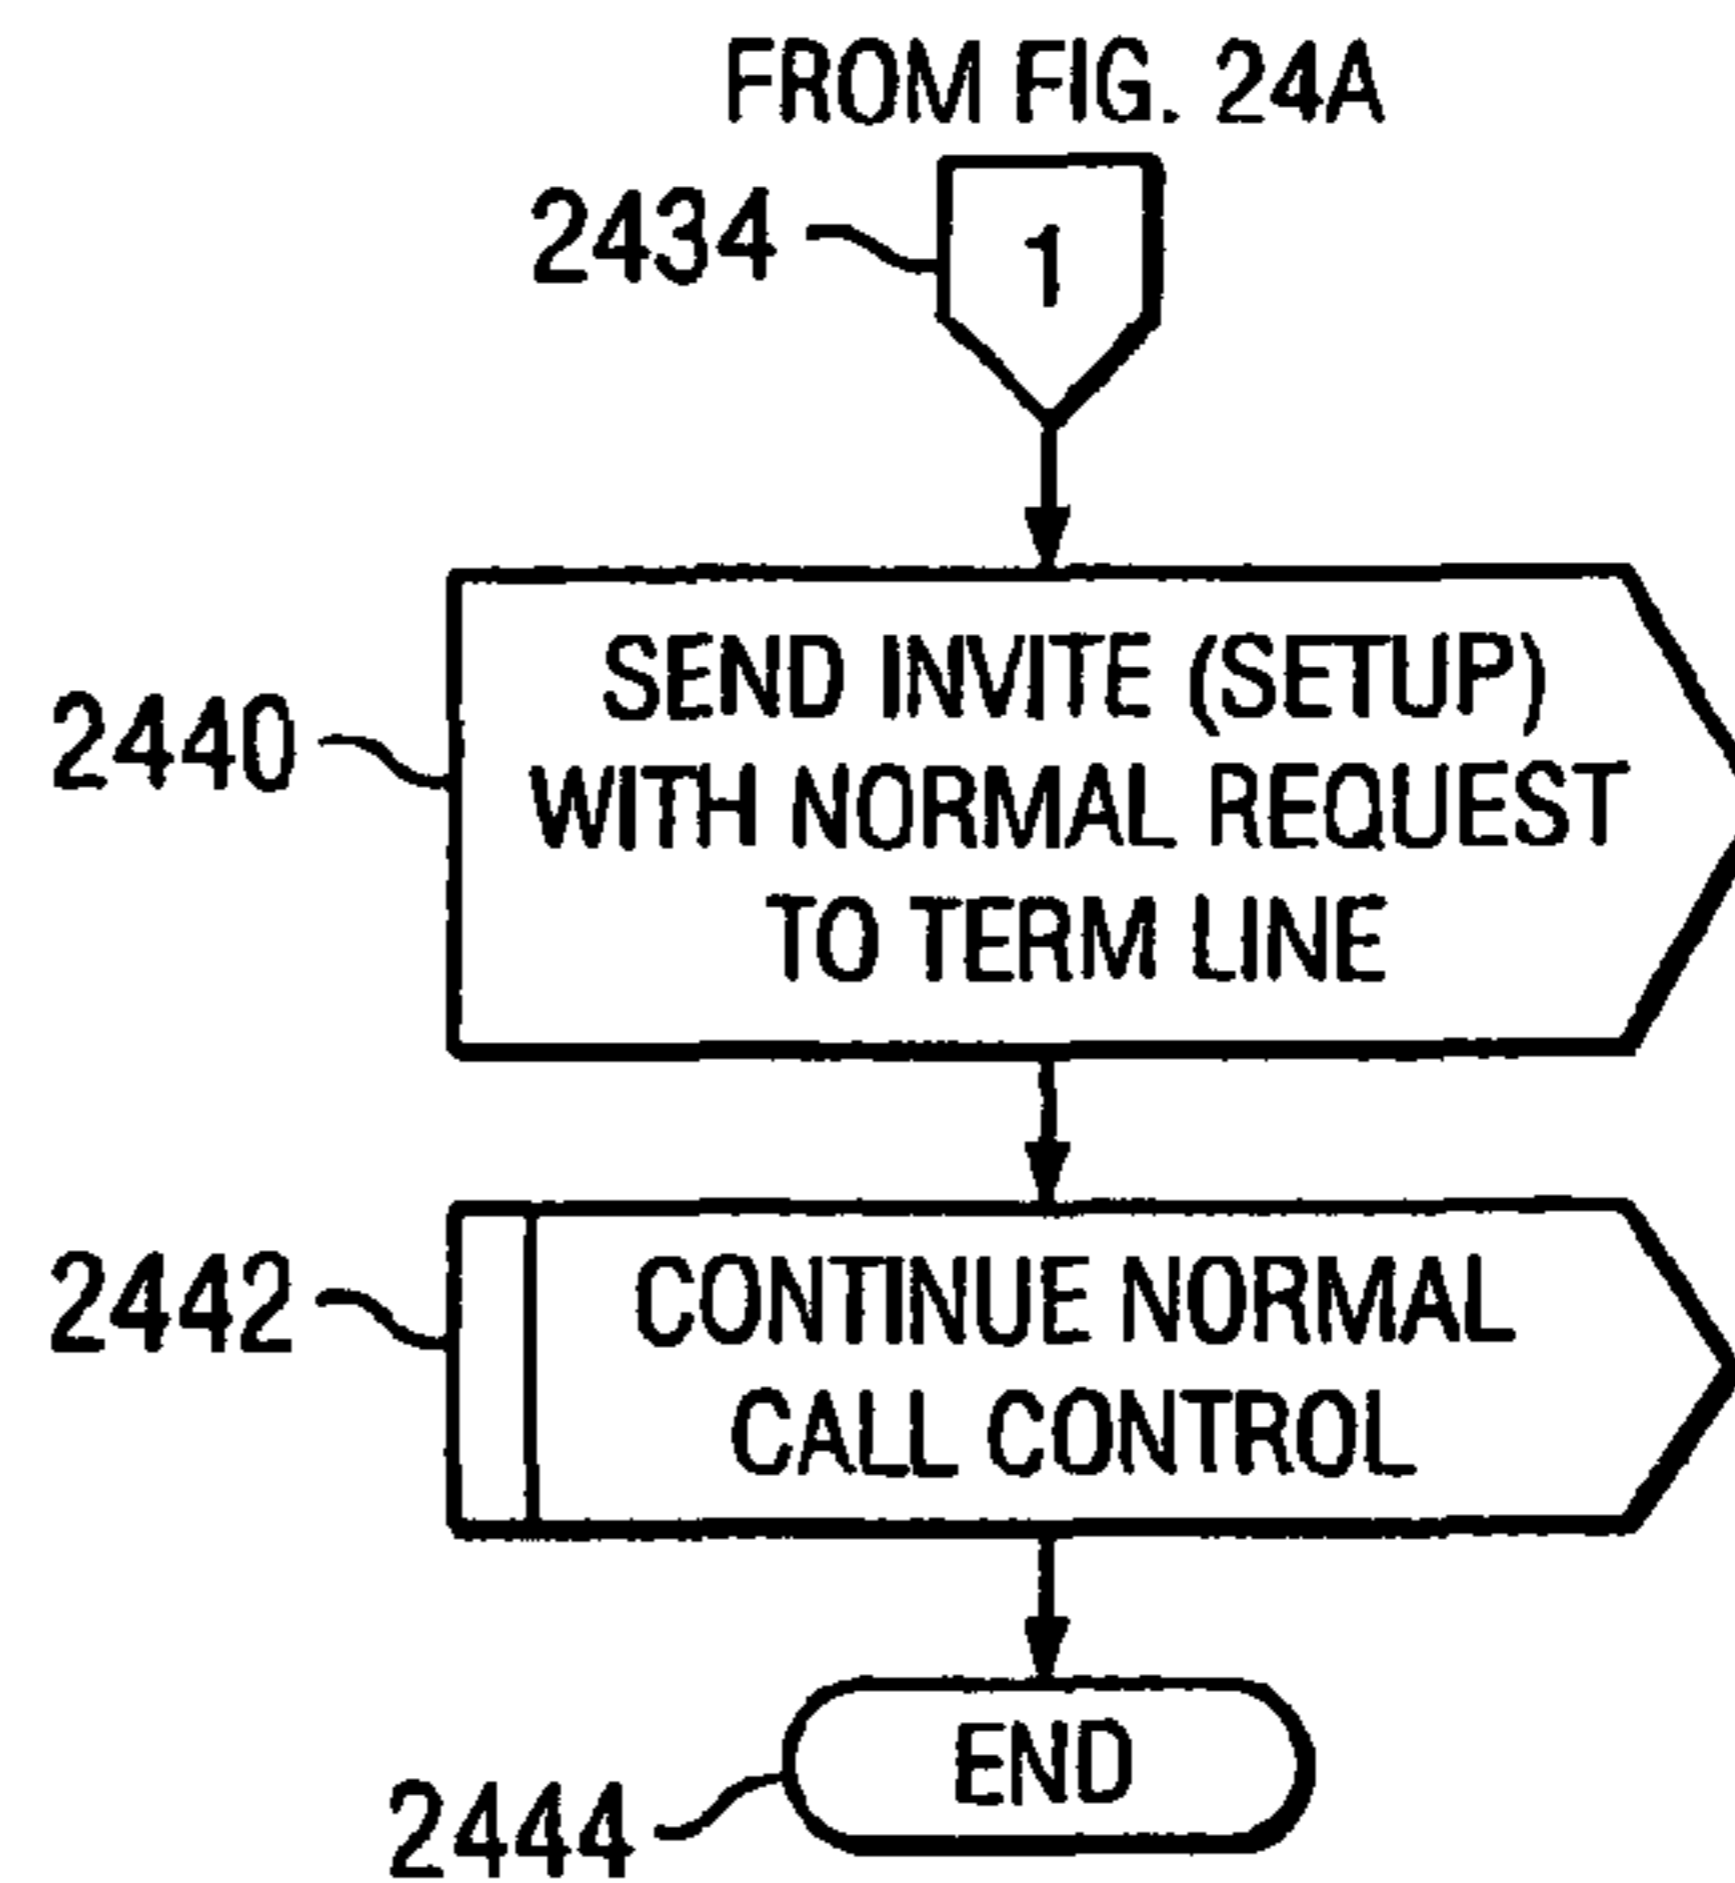 FROM FIG. 24A
2434
1
2440
SEND INVITE (SETUP)
WITH NORMAL REQUEST
TO TERM LINE
2442
CONTINUE NORMAL
CALL CONTROL
END
2444